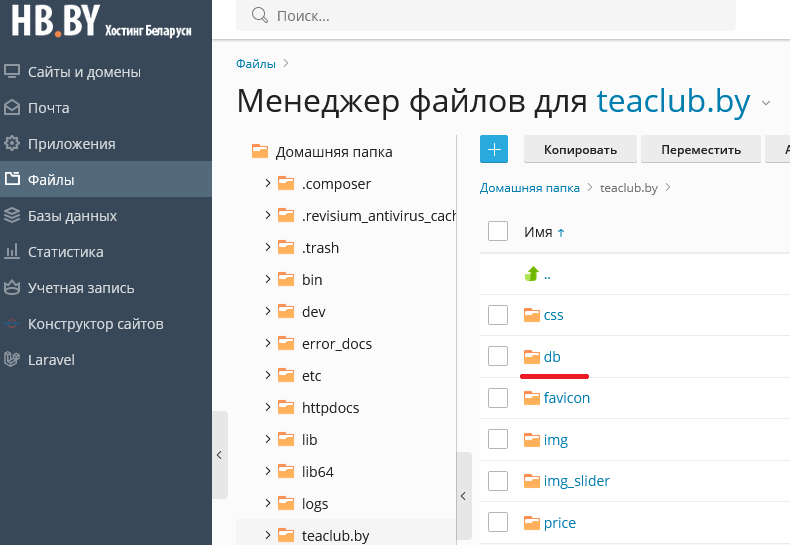 HB.BY Хостинг Беларуси
Поиск...
Сайты и домены
Почта
Приложения
Файлы
Базы данных
Статистика
Учетная запись
Конструктор сайтов
Laravel
Файлы
Менеджер файлов для teaclub.by
Домашняя папка
.composer
.revisium_antivirus_cach
.trash
bin
dev
error_docs
etc
httpdocs
lib
lib64
logs
teaclub.by
Копировать
Переместить
Домашняя папка > teaclub.by >
Имя ↑
..
css
db
favicon
img
img_slider
price